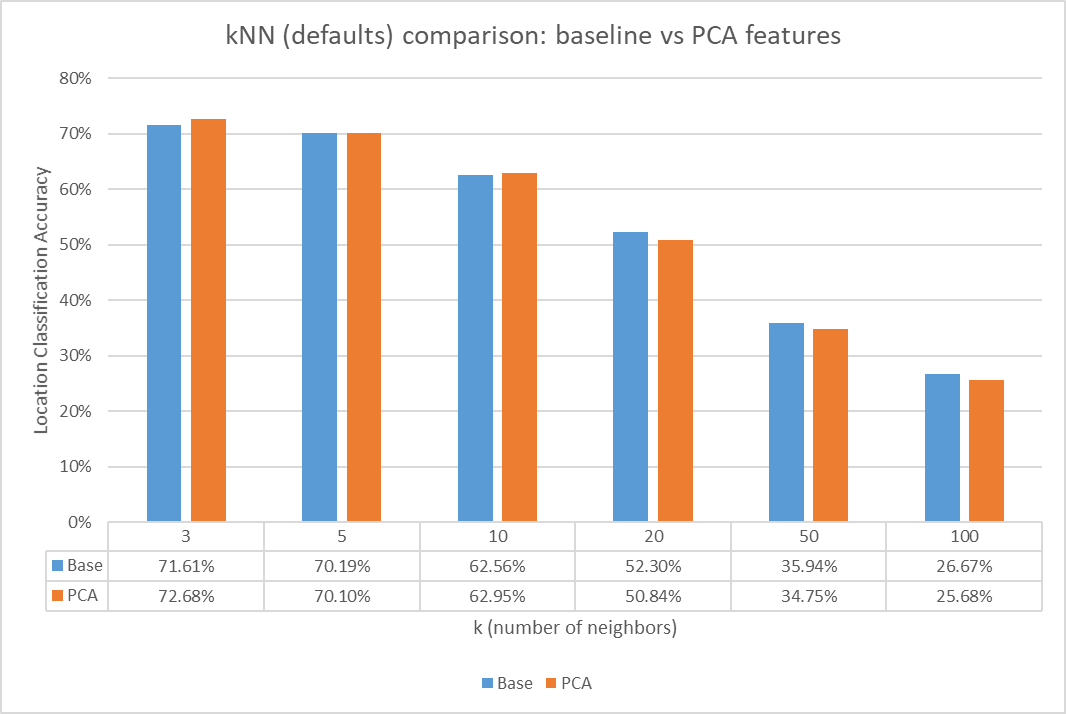 kNN (defaults) comparison: baseline vs PCA features
Location Classification Accuracy
80%
70%
60%
50%
40%
30%
20%
10%
0%
3 5 10 20 50 100
Base 71.61% 70.19% 62.56% 52.30% 35.94% 26.67%
PCA 72.68% 70.10% 62.95% 50.84% 34.75% 25.68%
k (number of neighbors)
Base PCA